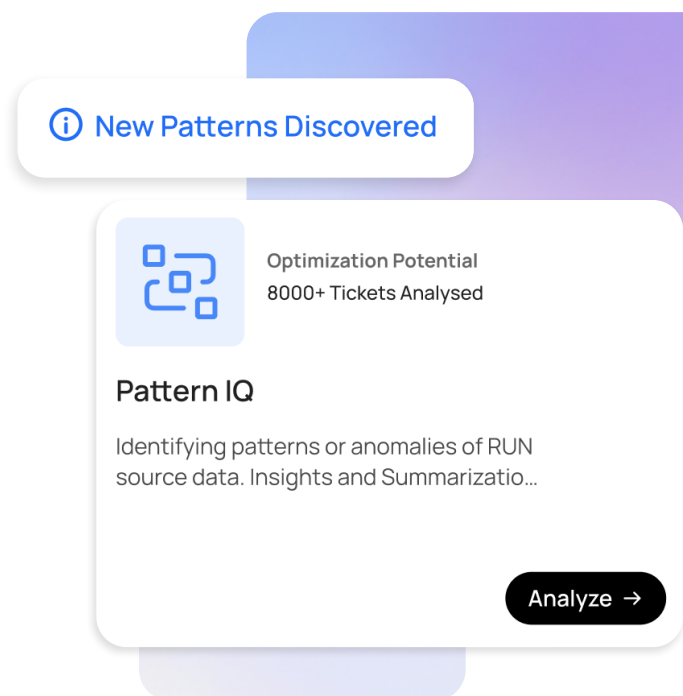 New Patterns Discovered
Optimization Potential
8000+ Tickets Analysed
Pattern IQ
Identifying patterns or anomalies of RUN
source data. Insights and Summarizatio...
Analyze →